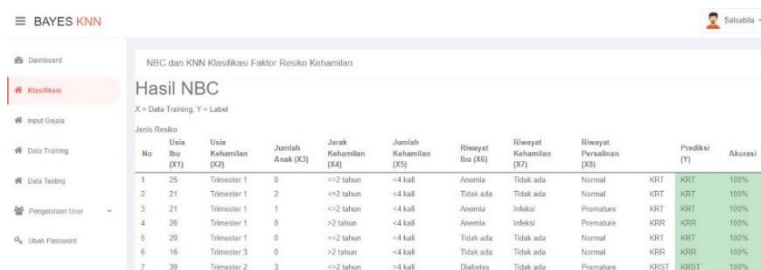 BAYES KNN
Salsabila
Dashboard
Klasifikasi
Input Gejala
Data Training
Data Testing
Pengelolaan User
Ubah Password
NBC dan KNN Klasifikasi Faktor Resiko Kehamilan
Hasil NBC
X = Data Training, Y = Label
Jenis Resiko
No Usia Ibu (X1) Usia Kehamilan (X2) Jumlah Anak (X3) Jarak Kehamilan (X4) Jumlah Kehamilan (X5) Riwayat Ibu (X6) Riwayat Kehamilan (X7) Riwayat Persalinan (X8) Prediksi (Y) Akurasi
1 25 Trimester 1 0 <=2 tahun <4 kali Anemia Tidak ada Normal KRT KRT 100%
2 21 Trimester 1 2 <=2 tahun <4 kali Tidak ada Tidak ada Normal KRT KRT 100%
3 21 Trimester 1 1 <=2 tahun <4 kali Anemia Infeksi Premature KRT KRT 100%
4 26 Trimester 1 0 >2 tahun <4 kali Anemia Infeksi Premature KRR KRR 100%
5 20 Trimester 1 0 <=2 tahun <4 kali Tidak ada Tidak ada Normal KRT KRT 100%
6 16 Trimester 3 0 >2 tahun <4 kali Tidak ada Tidak ada Normal KRR KRR 100%
7 39 Trimester 2 3 <=2 tahun >4 kali Diabetes Tidak ada Premature KRST KRST 100%